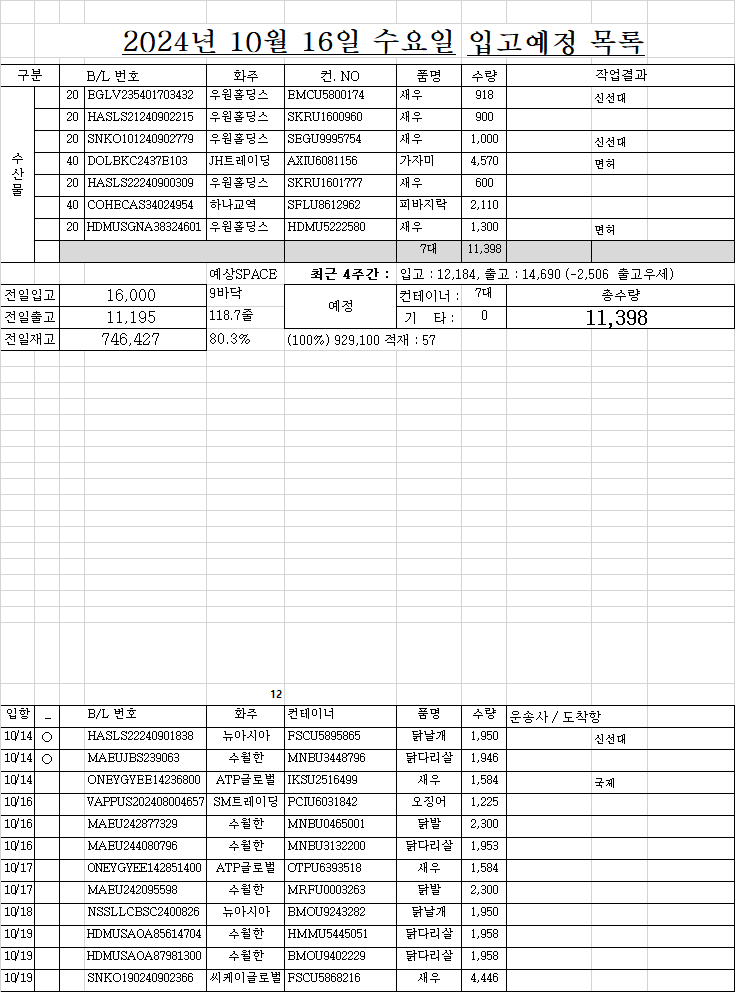 2024년 10월 16일 수요일 입고예정 목록
구분 B/L 번호 화주 컨. NO 품명 수량 작업결과
수산물
20 EGLV235401703432 우원홀딩스 EMCU5800174 새우 918 신선대
20 HASLS21240902215 우원홀딩스 SKRU1600960 새우 900
20 SNKO101240902779 우원홀딩스 SEGU9995754 새우 1,000 신선대
40 DOLBKC2437E103 JH트레이딩 AXIU6081156 가자미 4,570 면허
20 HASLS22240900309 우원홀딩스 SKRU1601777 새우 600
40 COHECAS34024954 하나교역 SFLU8612962 피바지락 2,110
20 HDMUSGNA38324601 우원홀딩스 HDMU5222580 새우 1,300 면허
7대 11,398
예상SPACE 최근 4주간 : 입고 : 12,184, 출고 : 14,690 (-2,506 출고우세)
전일입고 16,000 9바닥 예정 컨테이너 : 7대 총수량
전일출고 11,195 118.7줄 기 타 : 0 11,398
전일재고 746,427 80.3% (100%) 929,100 적재 : 57
12
입항 _ B/L 번호 화주 컨테이너 품명 수량 운송사 / 도착항
10/14 ○ HASLS22240901838 뉴아시아 FSCU5895865 닭날개 1,950 신선대
10/14 ○ MAEUJBS239063 수월한 MNBU3448796 닭다리살 1,946
10/14 ONEYGYEE14236800 ATP글로벌 IKSU2516499 새우 1,584 국제
10/16 VAPPUS202408004657 SM트레이딩 PCIU6031842 오징어 1,225
10/16 MAEU242877329 수월한 MNBU0465001 닭발 2,300
10/16 MAEU244080796 수월한 MNBU3132200 닭다리살 1,953
10/17 ONEYGYEE142851400 ATP글로벌 OTPU6393518 새우 1,584
10/17 MAEU242095598 수월한 MRFU0003263 닭발 2,300
10/18 NSSLLCBSC2400826 뉴아시아 BMOU9243282 닭날개 1,950
10/19 HDMUSAOA85614704 수월한 HMMU5445051 닭다리살 1,958
10/19 HDMUSAOA87981300 수월한 BMOU9402229 닭다리살 1,958
10/19 SNKO190240902366 씨케이글로벌 FSCU5868216 새우 4,446